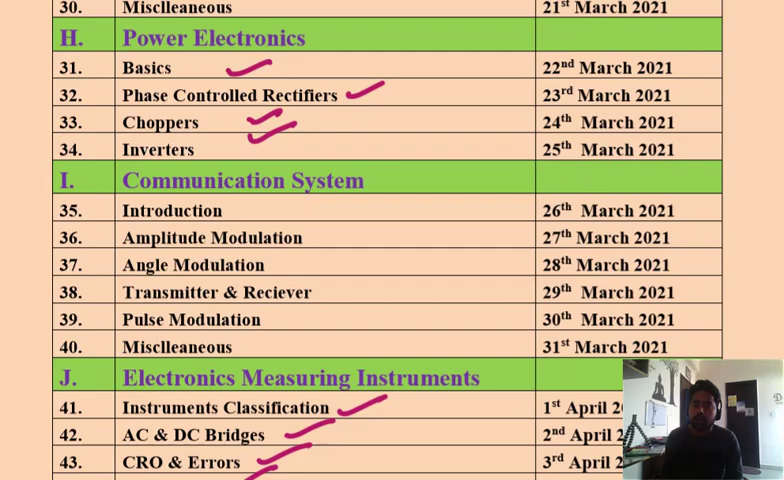 30. Misclleaneous 21st March 2021
H. Power Electronics
31. Basics 22nd March 2021
32. Phase Controlled Rectifiers 23rd March 2021
33. Choppers 24th March 2021
34. Inverters 25th March 2021
I. Communication System
35. Introduction 26th March 2021
36. Amplitude Modulation 27th March 2021
37. Angle Modulation 28th March 2021
38. Transmitter & Reciever 29th March 2021
39. Pulse Modulation 30th March 2021
40. Misclleaneous 31st March 2021
J. Electronics Measuring Instruments
41. Instruments Classification 1st April 2
42. AC & DC Bridges 2nd April 2
43. CRO & Errors 3rd April 2